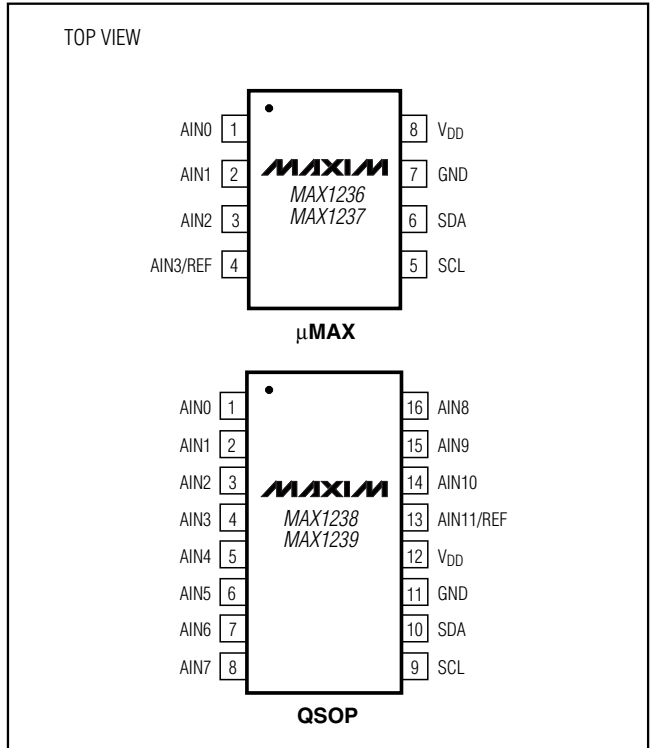 TOP VIEW
AIN0 1
8 VDD
AIN1 2
MAXIM
7 GND
MAX1236
AIN2 3
MAX1237
6 SDA
AIN3/REF 4
5 SCL
µMAX
AIN0 1
16 AIN8
AIN1 2
15 AIN9
AIN2 3
MAXIM
14 AIN10
AIN3 4
MAX1238
13 AIN11/REF
MAX1239
AIN4 5
12 VDD
AIN5 6
11 GND
AIN6 7
10 SDA
AIN7 8
9 SCL
QSOP